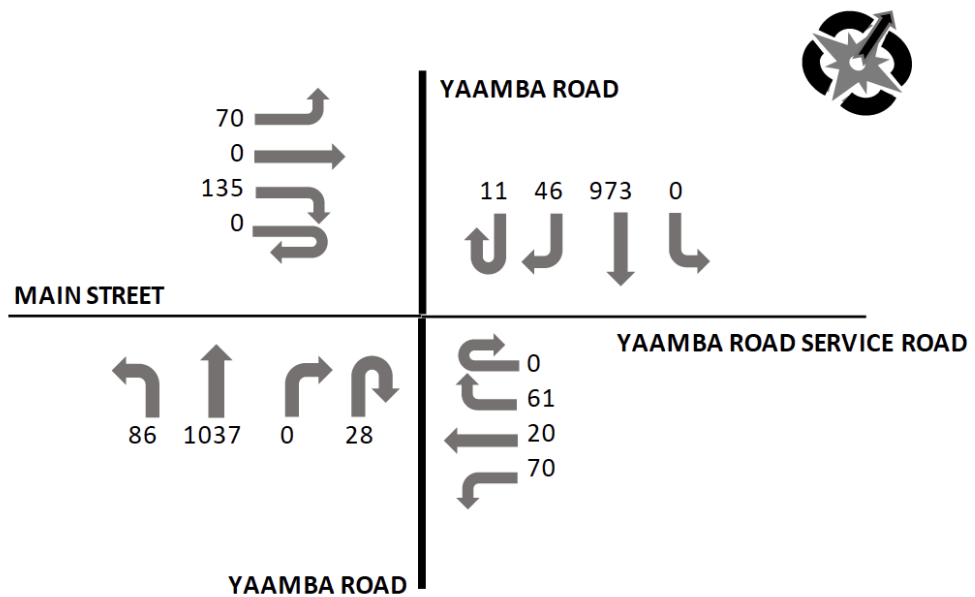 YAAMBA ROAD
70
0
135
0
11 46 973 0
MAIN STREET
YAAMBA ROAD SERVICE ROAD
0
61
20
70
86 1037 0 28
YAAMBA ROAD